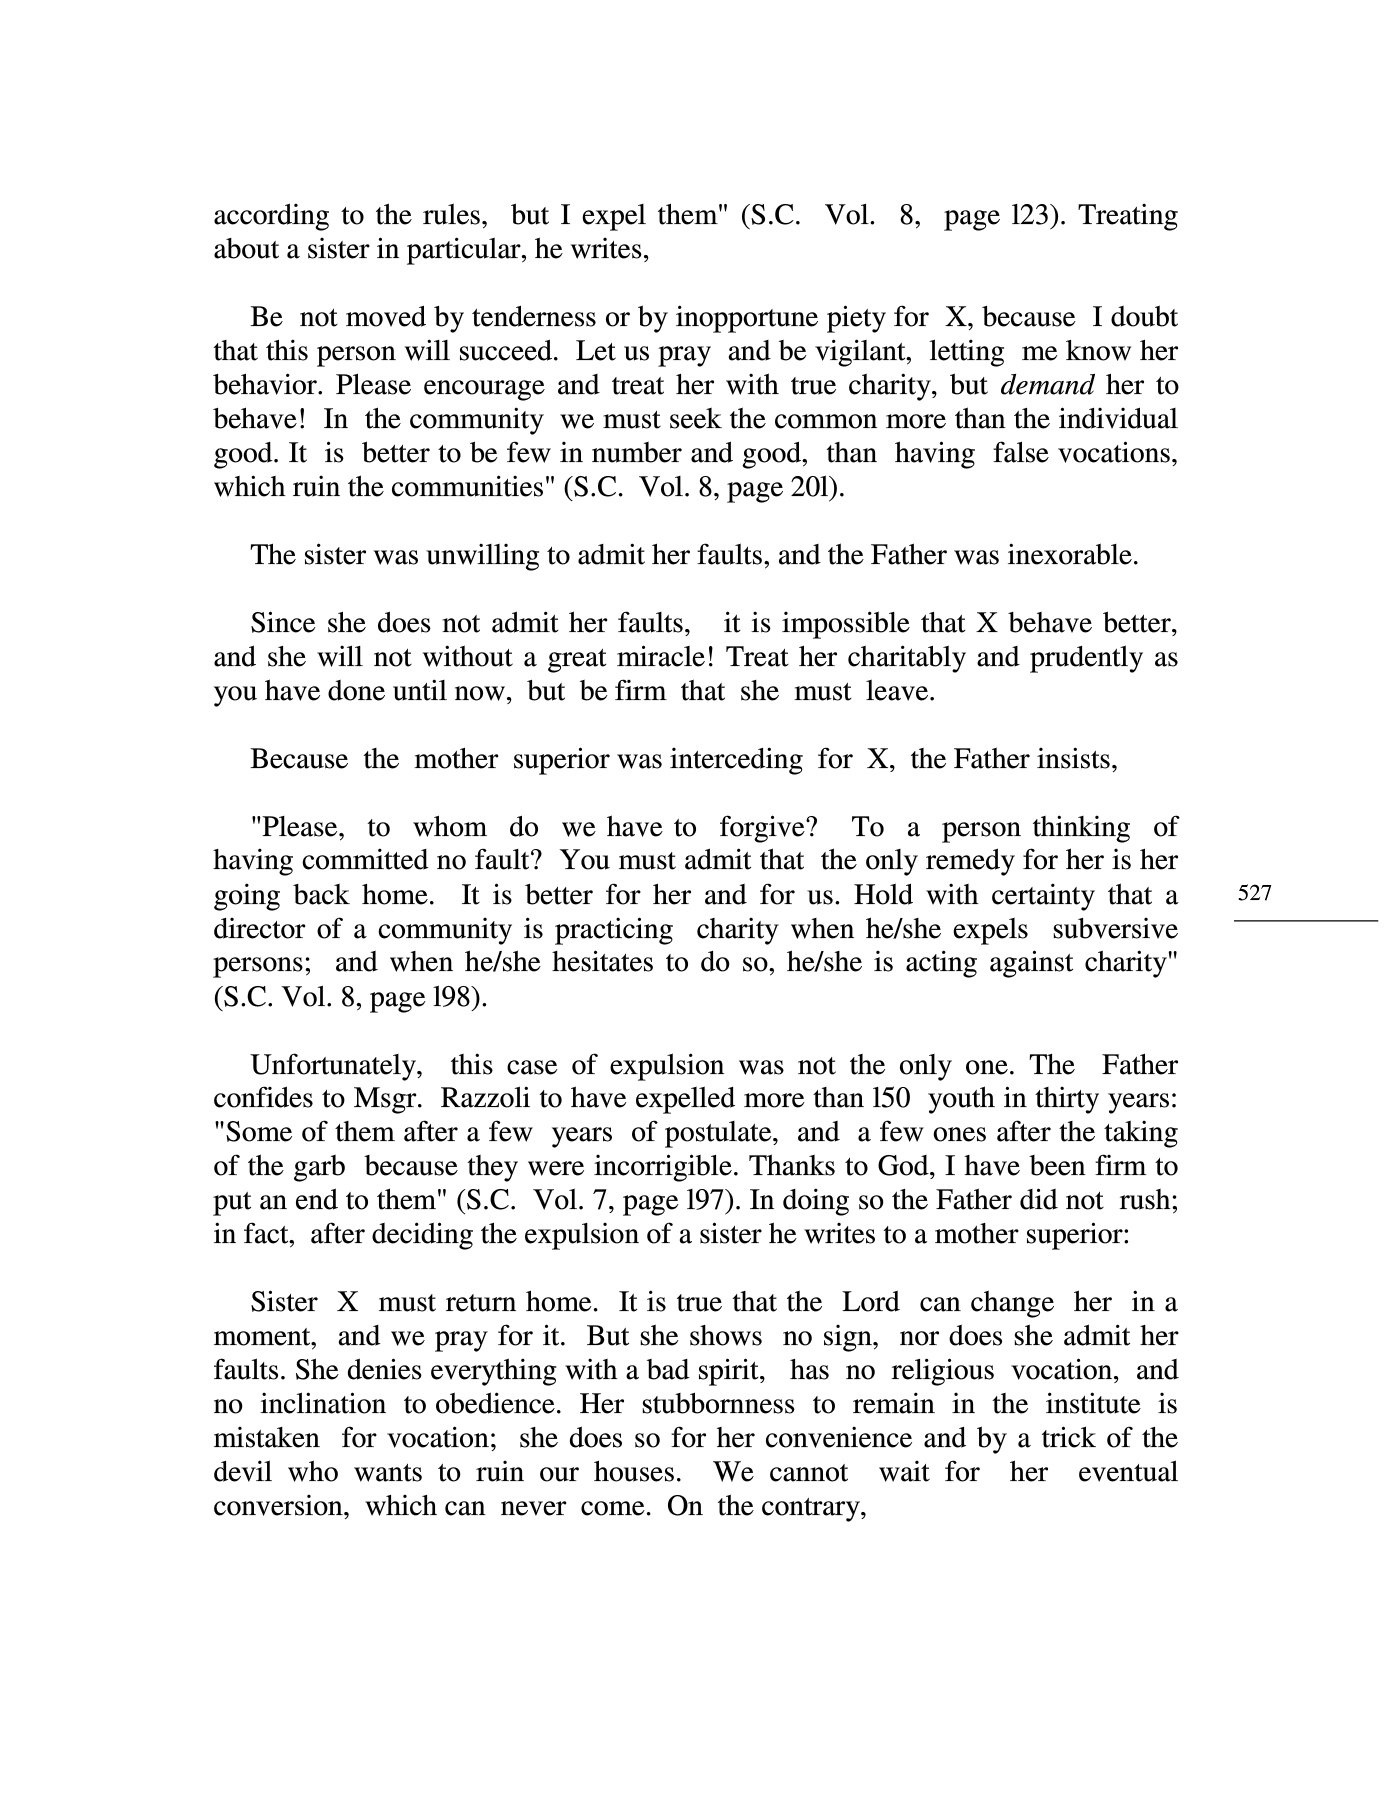 according to the rules, but I expel them" (S.C. Vol. 8, page l23). Treating
about a sister in particular, he writes,
Be not moved by tenderness or by inopportune piety for X, because I doubt
that this person will succeed. Let us pray and be vigilant, letting me know her
behavior. Please encourage and treat her with true charity, but demand her to
behave! In the community we must seek the common more than the individual
good. It is better to be few in number and good, than having false vocations,
which ruin the communities" (S.C. Vol. 8, page 20l).
The sister was unwilling to admit her faults, and the Father was inexorable.
Since she does not admit her faults, it is impossible that X behave better,
and she will not without a great miracle! Treat her charitably and prudently as
you have done until now, but be firm that she must leave.
Because the mother superior was interceding for X, the Father insists,
"Please, to whom do we have to forgive? To a person thinking of
having committed no fault? You must admit that the only remedy for her is her
going back home. It is better for her and for us. Hold with certainty that a
director of a community is practicing charity when he/she expels subversive
persons; and when he/she hesitates to do so, he/she is acting against charity"
(S.C. Vol. 8, page l98).
Unfortunately, this case of expulsion was not the only one. The Father
confides to Msgr. Razzoli to have expelled more than l50 youth in thirty years:
"Some of them after a few years of postulate, and a few ones after the taking
of the garb because they were incorrigible. Thanks to God, I have been firm to
put an end to them" (S.C. Vol. 7, page l97). In doing so the Father did not rush;
in fact, after deciding the expulsion of a sister he writes to a mother superior:
Sister X must return home. It is true that the Lord can change her in a
moment, and we pray for it. But she shows no sign, nor does she admit her
faults. She denies everything with a bad spirit, has no religious vocation, and
no inclination to obedience. Her stubbornness to remain in the institute is
mistaken for vocation; she does so for her convenience and by a trick of the
devil who wants to ruin our houses. We cannot wait for her eventual
conversion, which can never come. On the contrary,
527